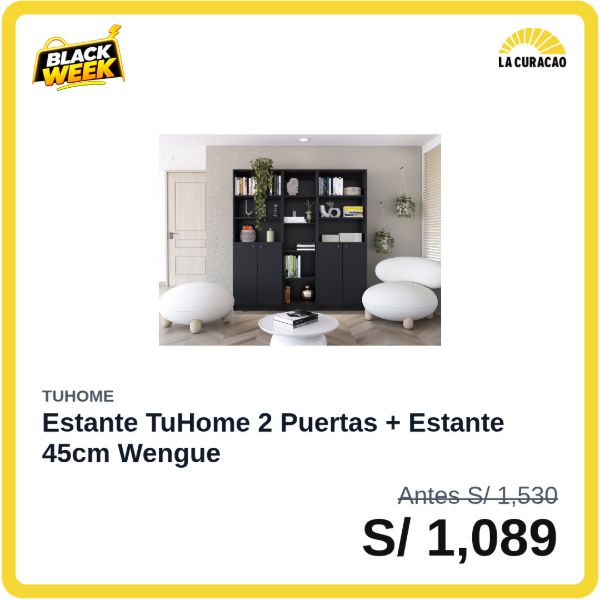 BLACK
WEEK
LA CURACAO
TUHOME
Estante TuHome 2 Puertas + Estante
45cm Wengue
Antes S/ 1,530
S/ 1,089